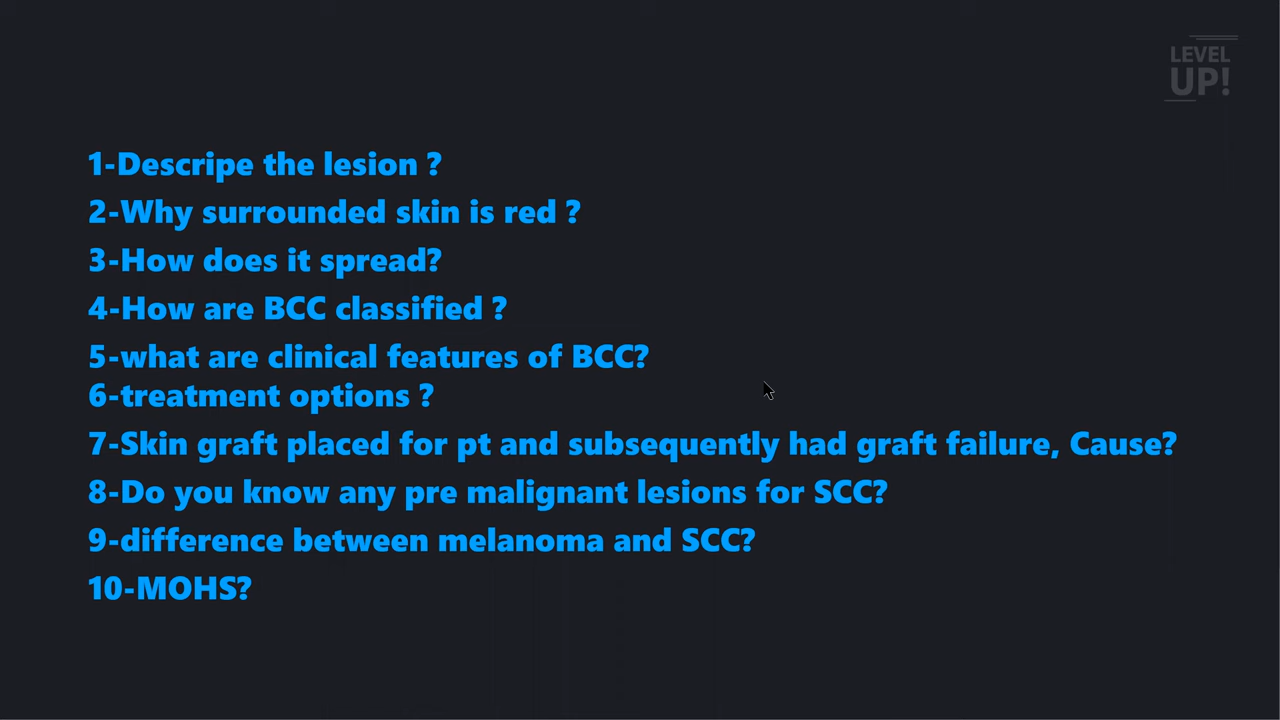 LEVEL
UP!
1-Descripe the lesion ?
2-Why surrounded skin is red ?
3-How does it spread?
4-How are BCC classified ?
5-what are clinical features of BCC?
6-treatment options ?
7-Skin graft placed for pt and subsequently had graft failure, Cause?
8-Do you know any pre malignant lesions for SCC?
9-difference between melanoma and SCC?
10-MOHS?